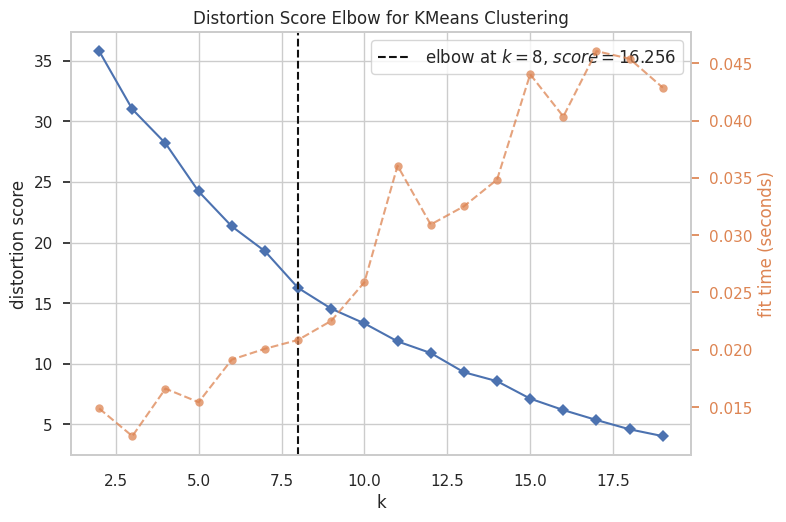 Distortion Score Elbow for KMeans Clustering
elbow at k = 8, score = 16.256
distortion score
35
30
25
20
15
10
5
fit time (seconds)
0.045
0.040
0.035
0.030
0.025
0.020
0.015
2.5 5.0 7.5 10.0 12.5 15.0 17.5
k